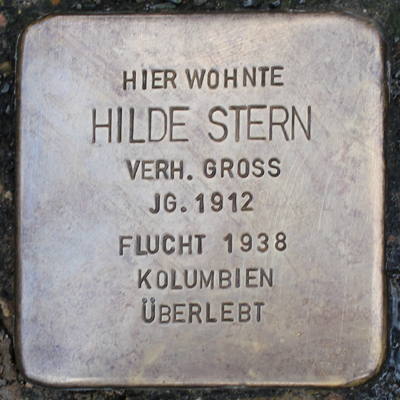 HIER WOHNTE
HILDE STERN
VERH. GROSS
JG. 1912
FLUCHT 1938
KOLUMBIEN
ÜBERLEBT